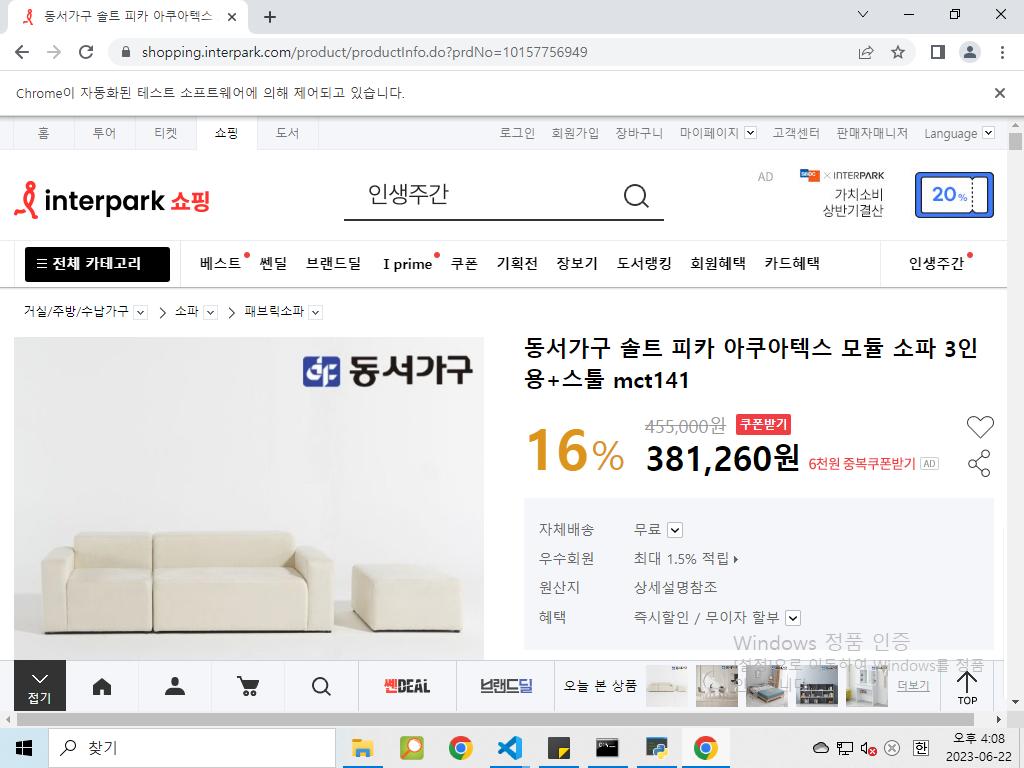 동서가구 솔트 피카 아쿠아텍스
shopping.interpark.com/product/productInfo.do?prdNo=10157756949
Chrome이 자동화된 테스트 소프트웨어에 의해 제어되고 있습니다.
홈 투어 티켓 쇼핑 도서 로그인 회원가입 장바구니 마이페이지 고객센터 판매자매니저 Language
interpark 쇼핑
인생주간
AD
SBDC × INTERPARK
가치소비
상반기결산
20%
전체 카테고리 베스트 쎈딜 브랜드딜 I prime 쿠폰 기획전 장보기 도서랭킹 회원혜택 카드혜택 인생주간
거실/주방/수납가구 소파 패브릭소파
동서가구
동서가구 솔트 피카 아쿠아텍스 모듈 소파 3인
용+스툴 mct141
16%
455,000원 쿠폰받기
381,260원 6천원 중복쿠폰받기 AD
자체배송 무료
우수회원 최대 1.5% 적립
원산지 상세설명참조
혜택 즉시할인 / 무이자 할부
Windows 정품 인증
[설정]으로 이동하여 Windows를 정품
접기 쎈DEAL 브랜드딜 오늘 본 상품 더보기 TOP
찾기
한
오후 4:08
2023-06-22